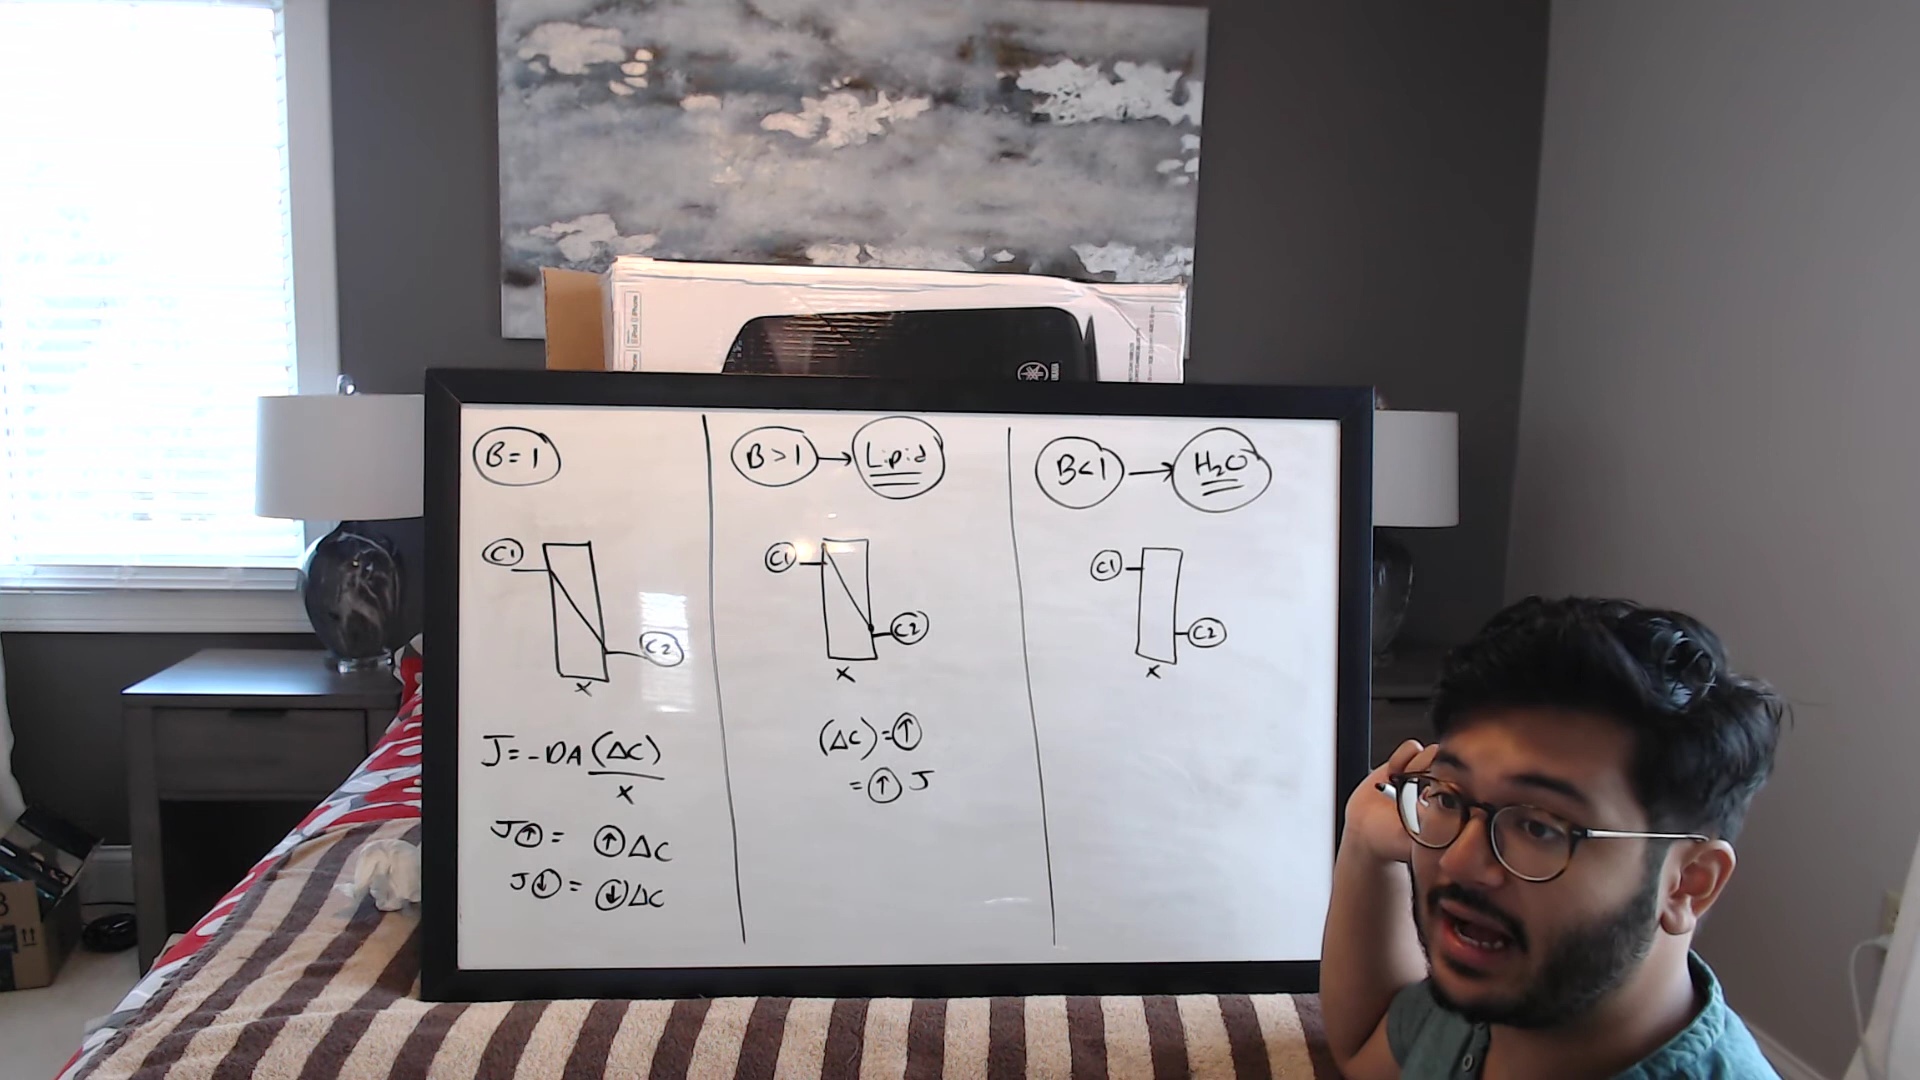 B=1
C1
C2
x
J=-DA(ΔC)
x
J↑= ↑ΔC
J↓= ↓ΔC
B>1→Lipid
C1
C2
x
(ΔC)=↑
=↑J
B<1→H2O
C1
C2
x